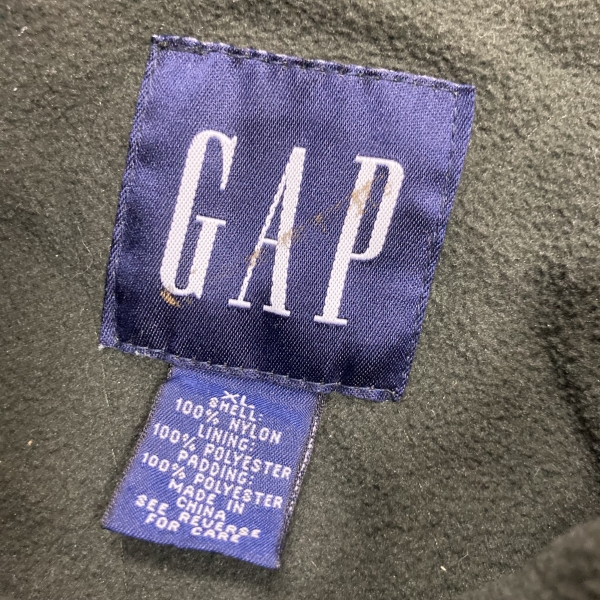 GAP
XL
SHELL:
100% NYLON
LINING:
100% POLYESTER
PADDING:
100% POLYESTER
MADE IN
CHINA
SEE REVERSE
FOR CARE